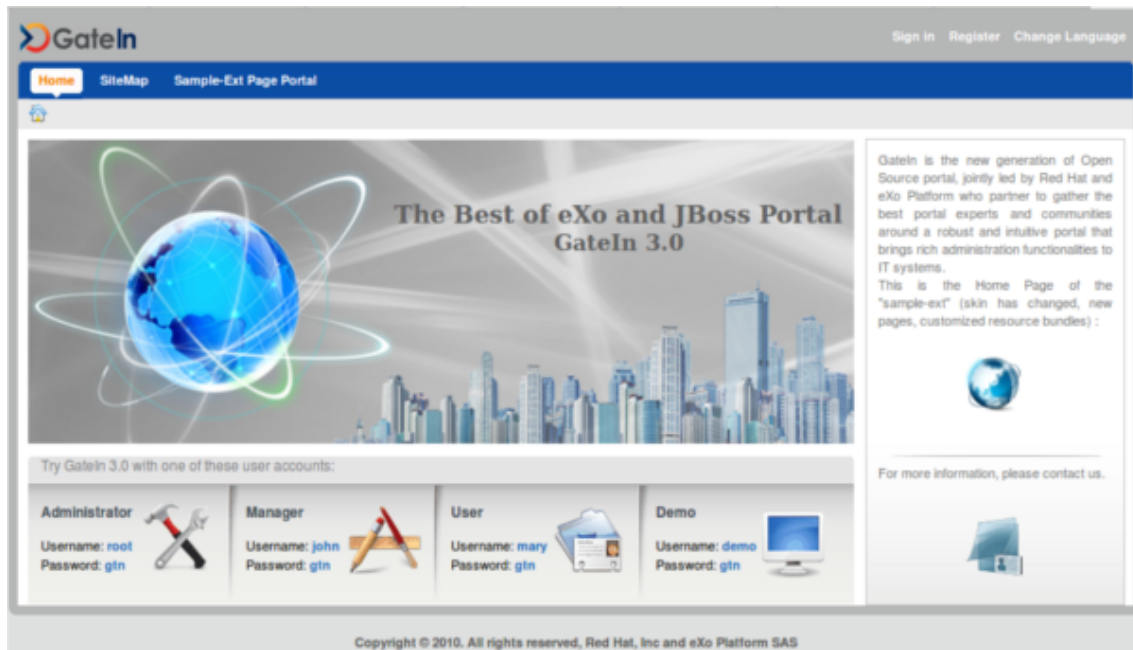 GateIn
Sign in Register Change Language
Home SiteMap Sample-Ext Page Portal
The Best of eXo and JBoss Portal
GateIn 3.0
GateIn is the new generation of Open
Source portal, jointly led by Red Hat and
eXo Platform who partner to gather the
best portal experts and communities
around a robust and intuitive portal that
brings rich administration functionalities to
IT systems.
This is the Home Page of the
"sample-ext" (skin has changed, new
pages, customized resource bundles) :
For more information, please contact us.
Try GateIn 3.0 with one of these user accounts:
Administrator
Username: root
Password: gtn
Manager
Username: john
Password: gtn
User
Username: mary
Password: gtn
Demo
Username: demo
Password: gtn
Copyright © 2010. All rights reserved, Red Hat, Inc and eXo Platform SAS